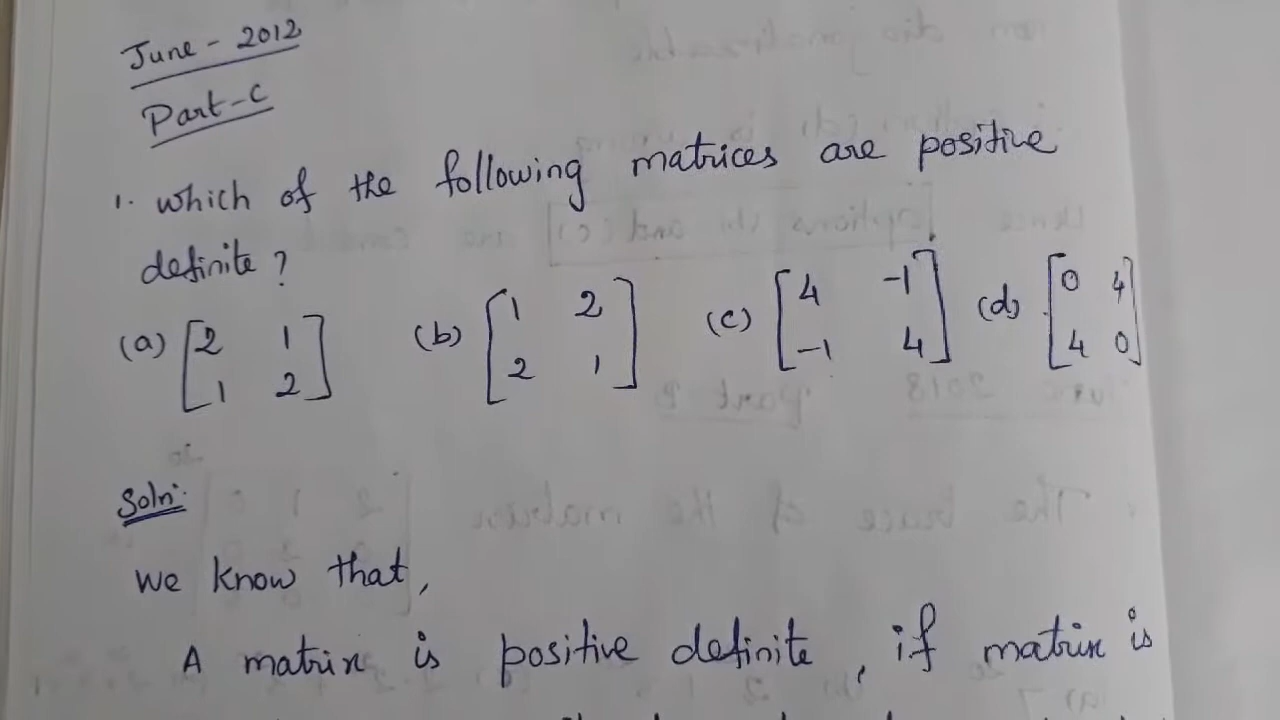 June - 2012
Part-C
1. which of the following matrices are positive
definite?
(a) [2 1 (b) [1 2] (c) [4 -1] (d) [0 4]
1 2] 2 1 -1 4 4 0
Soln:
We know that,
A matrix is positive definite, if matrix is